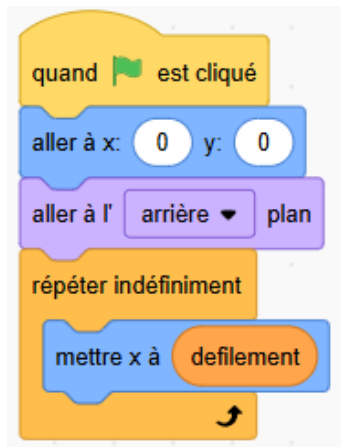 quand est cliqué
aller à x: 0 y: 0
aller à l' arrière plan
répéter indéfiniment
mettre x à defilement